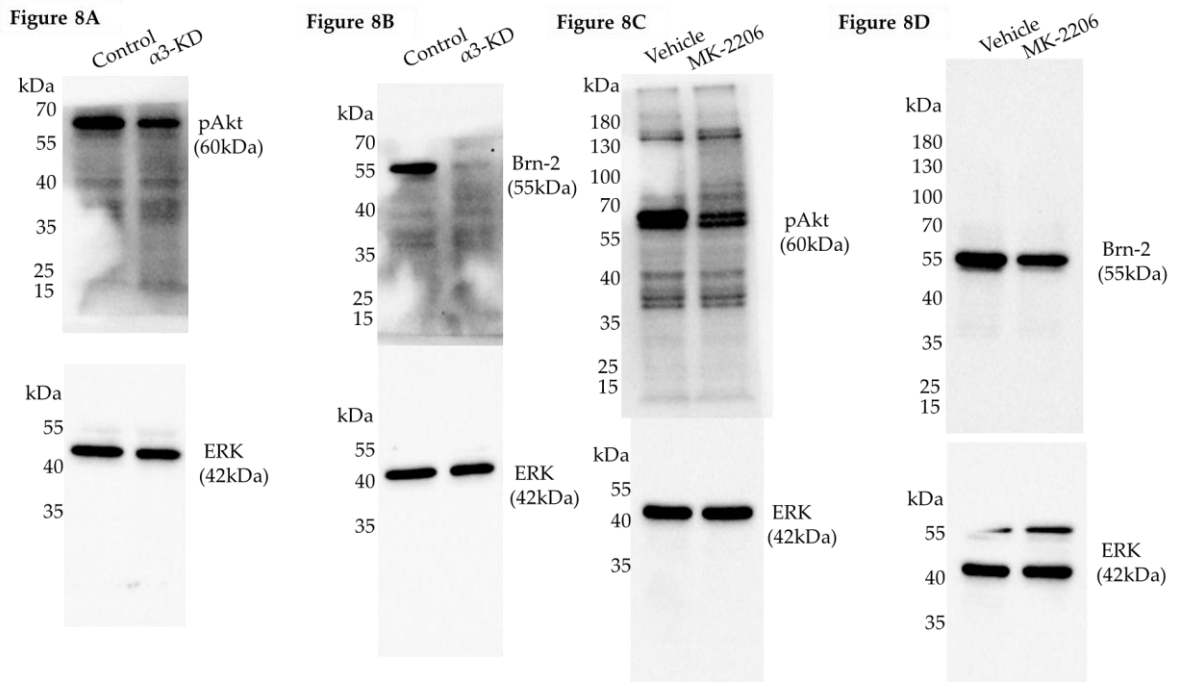 Figure 8A
Control
α3-KD
kDa
70
55
40
35
25
15
pAkt
(60kDa)
kDa
55
40
35
ERK
(42kDa)
Figure 8B
Control
α3-KD
kDa
70
55
40
35
25
15
Brn-2
(55kDa)
55
40
35
ERK
(42kDa)
kDa
Figure 8C
Vehicle
MK-2206
kDa
180
130
100
70
55
40
35
25
15
pAkt
(60kDa)
kDa
55
40
35
ERK
(42kDa)
Figure 8D
Vehicle
MK-2206
kDa
180
130
100
70
55
40
35
25
15
Brn-2
(55kDa)
kDa
55
40
35
ERK
(42kDa)